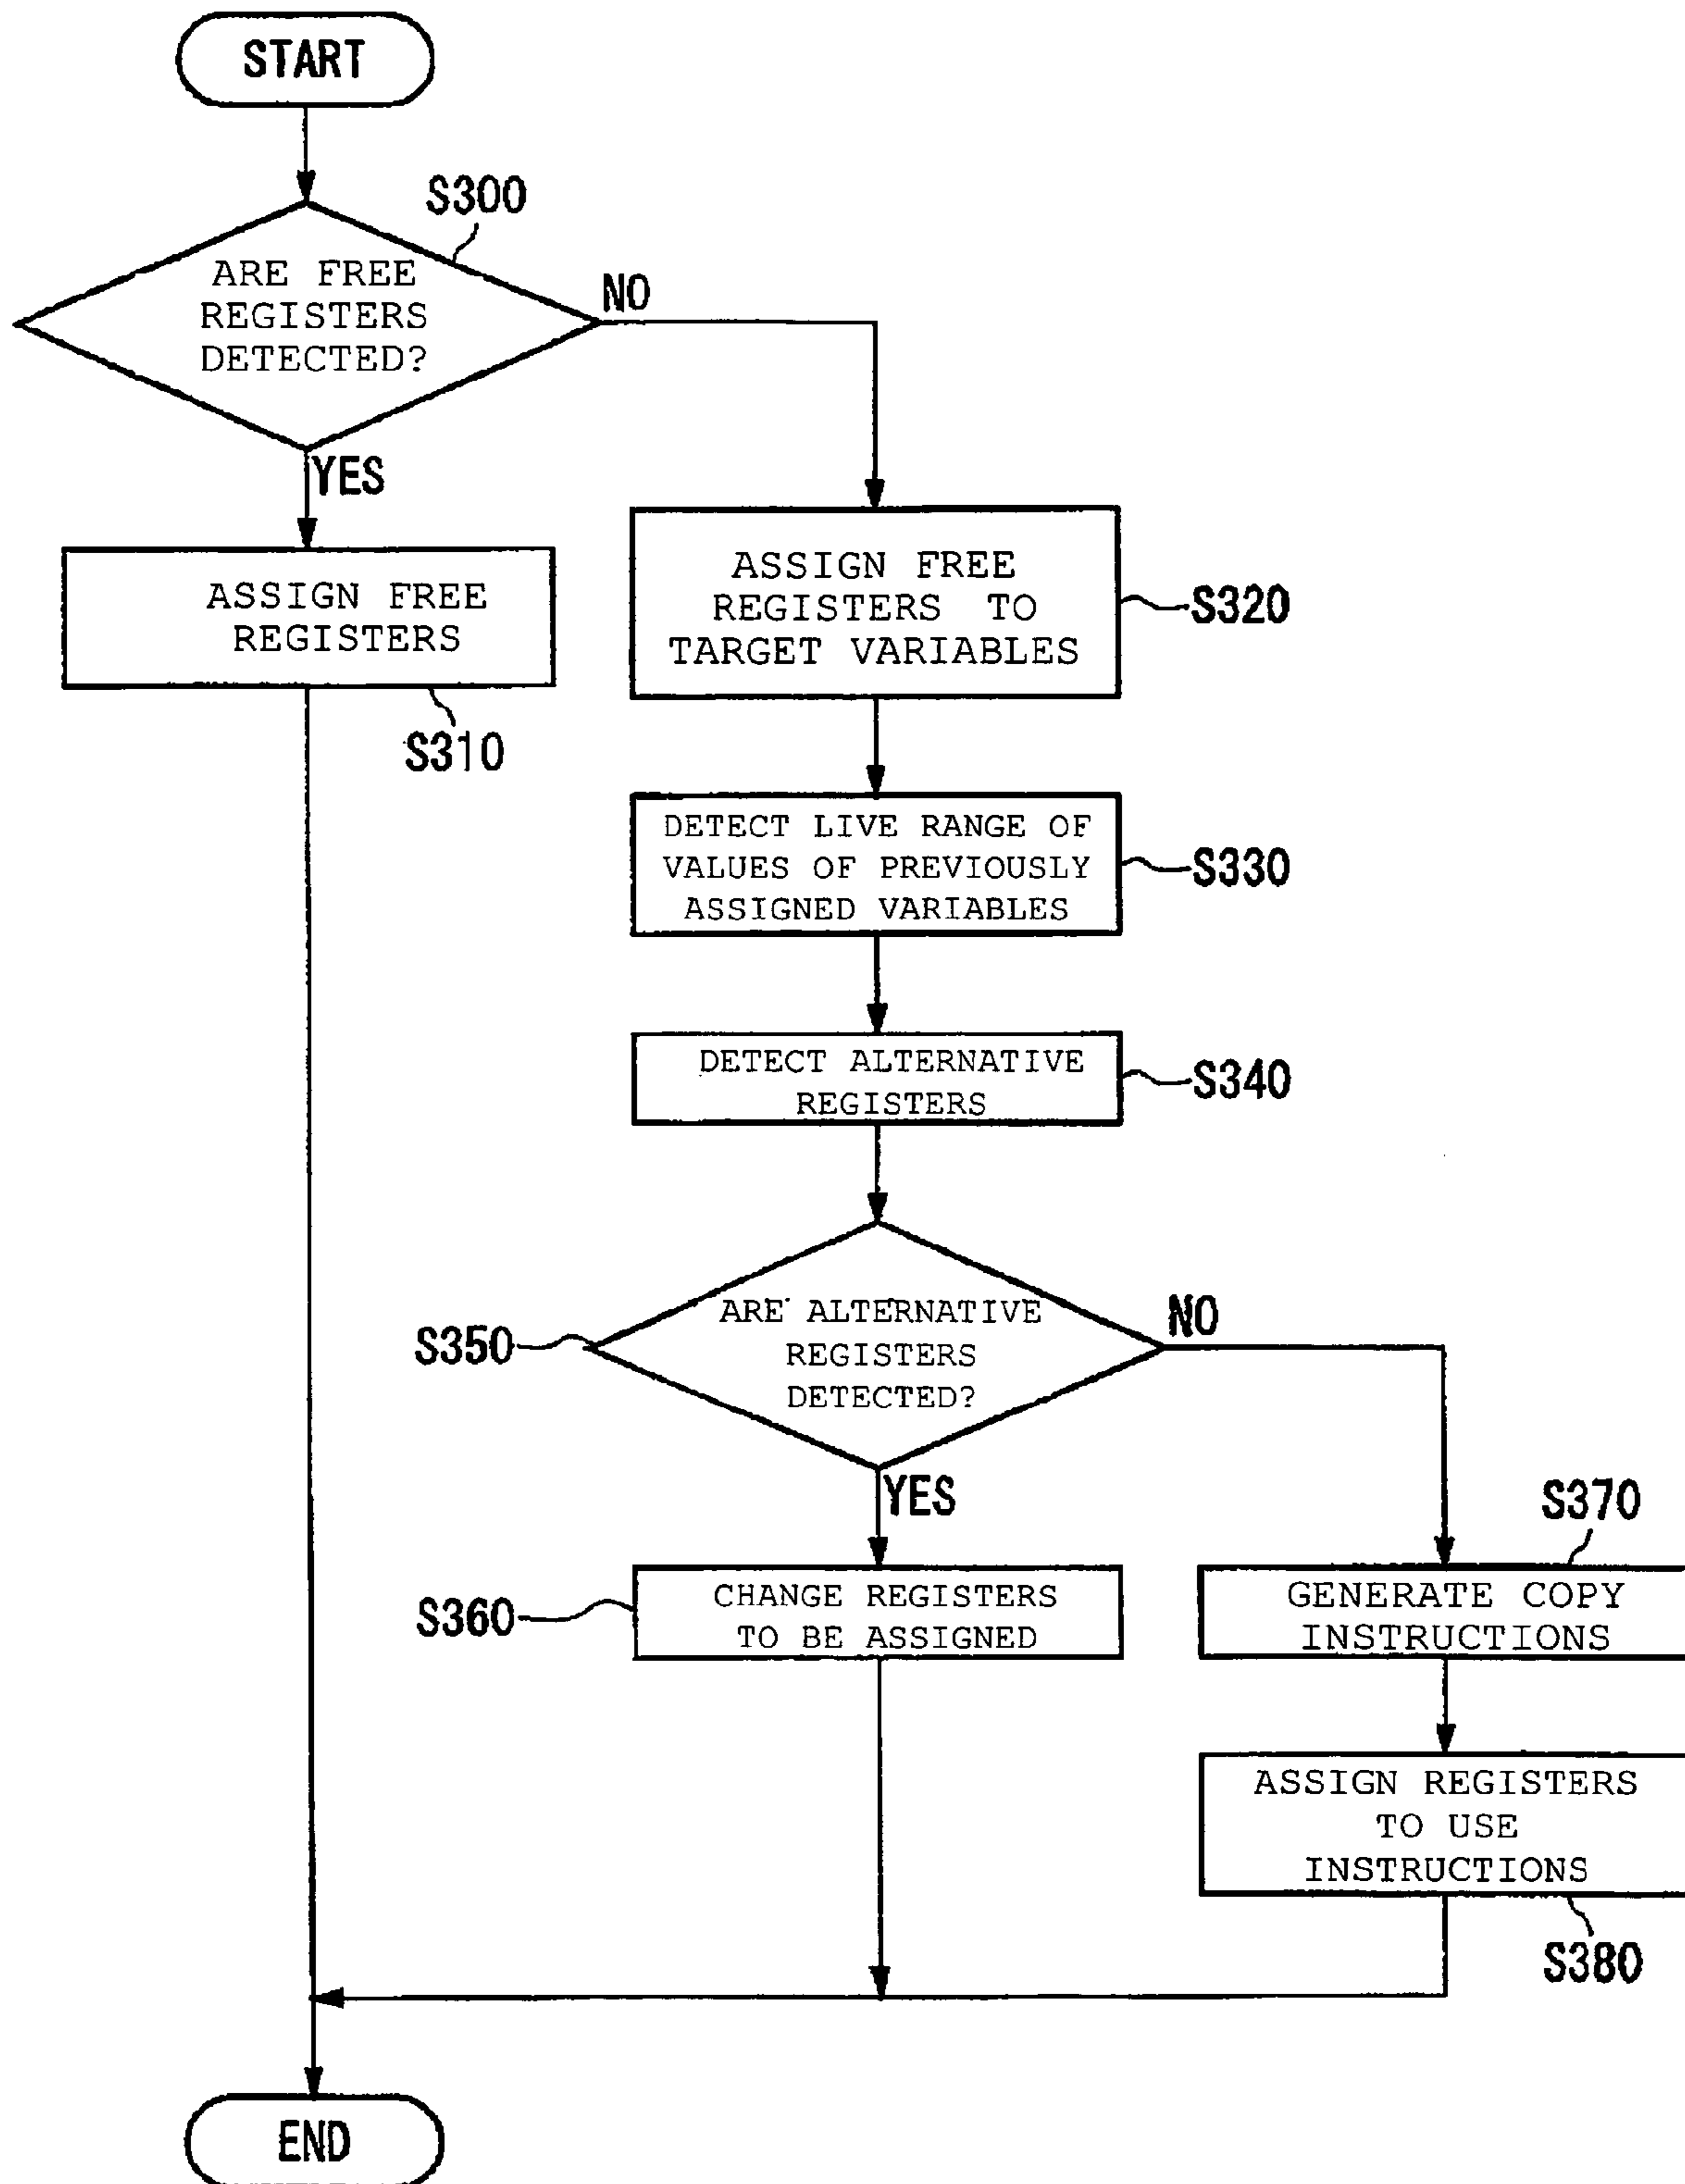 START
S300
ARE FREE
REGISTERS
DETECTED?
NO
YES
ASSIGN FREE
REGISTERS
S310
ASSIGN FREE
REGISTERS TO
TARGET VARIABLES
S320
DETECT LIVE RANGE OF
VALUES OF PREVIOUSLY
ASSIGNED VARIABLES
S330
DETECT ALTERNATIVE
REGISTERS
S340
S350
ARE ALTERNATIVE
REGISTERS
DETECTED?
NO
YES
S360
CHANGE REGISTERS
TO BE ASSIGNED
S370
GENERATE COPY
INSTRUCTIONS
ASSIGN REGISTERS
TO USE
INSTRUCTIONS
S380
END